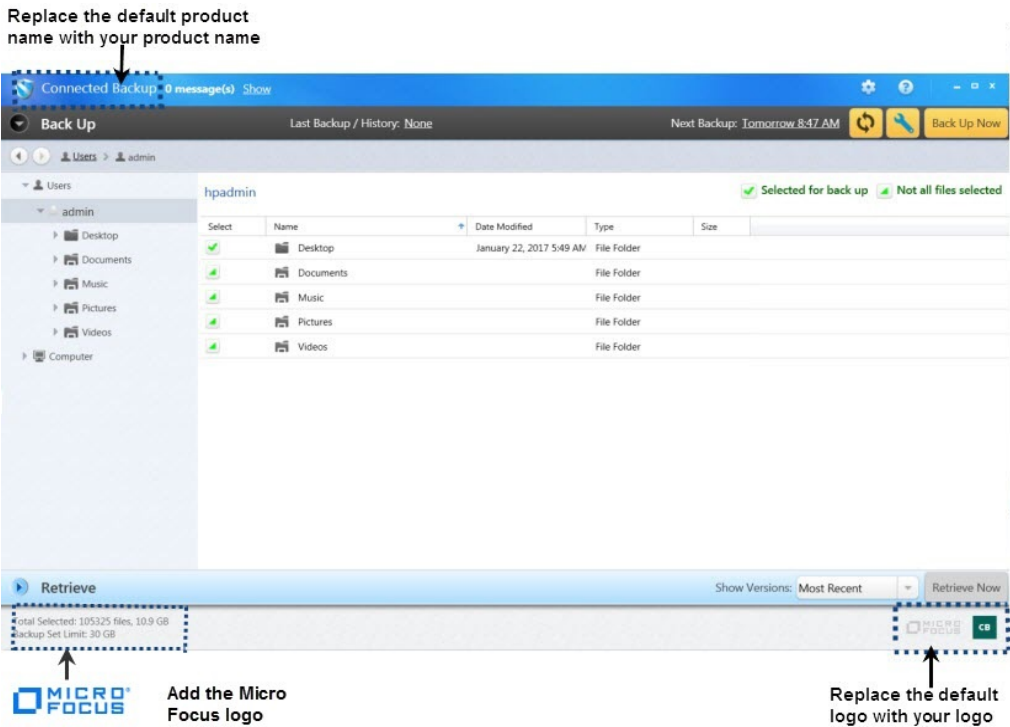 Replace the default product
name with your product name
Connected Backup 0 message(s) Show
Back Up Last Backup / History: None Next Backup: Tomorrow 8:47 AM Back Up Now
Users > admin
Users
admin
Desktop
Documents
Music
Pictures
Videos
Computer
hpadmin Selected for back up Not all files selected
Select Name Date Modified Type Size
Desktop January 22, 2017 5:49 AM File Folder
Documents File Folder
Music File Folder
Pictures File Folder
Videos File Folder
Retrieve Show Versions: Most Recent Retrieve Now
Total Selected: 105325 files, 10.9 GB
Backup Set Limit: 30 GB
MICRO
FOCUS
CB
MICRO
FOCUS
Add the Micro
Focus logo
Replace the default
logo with your logo